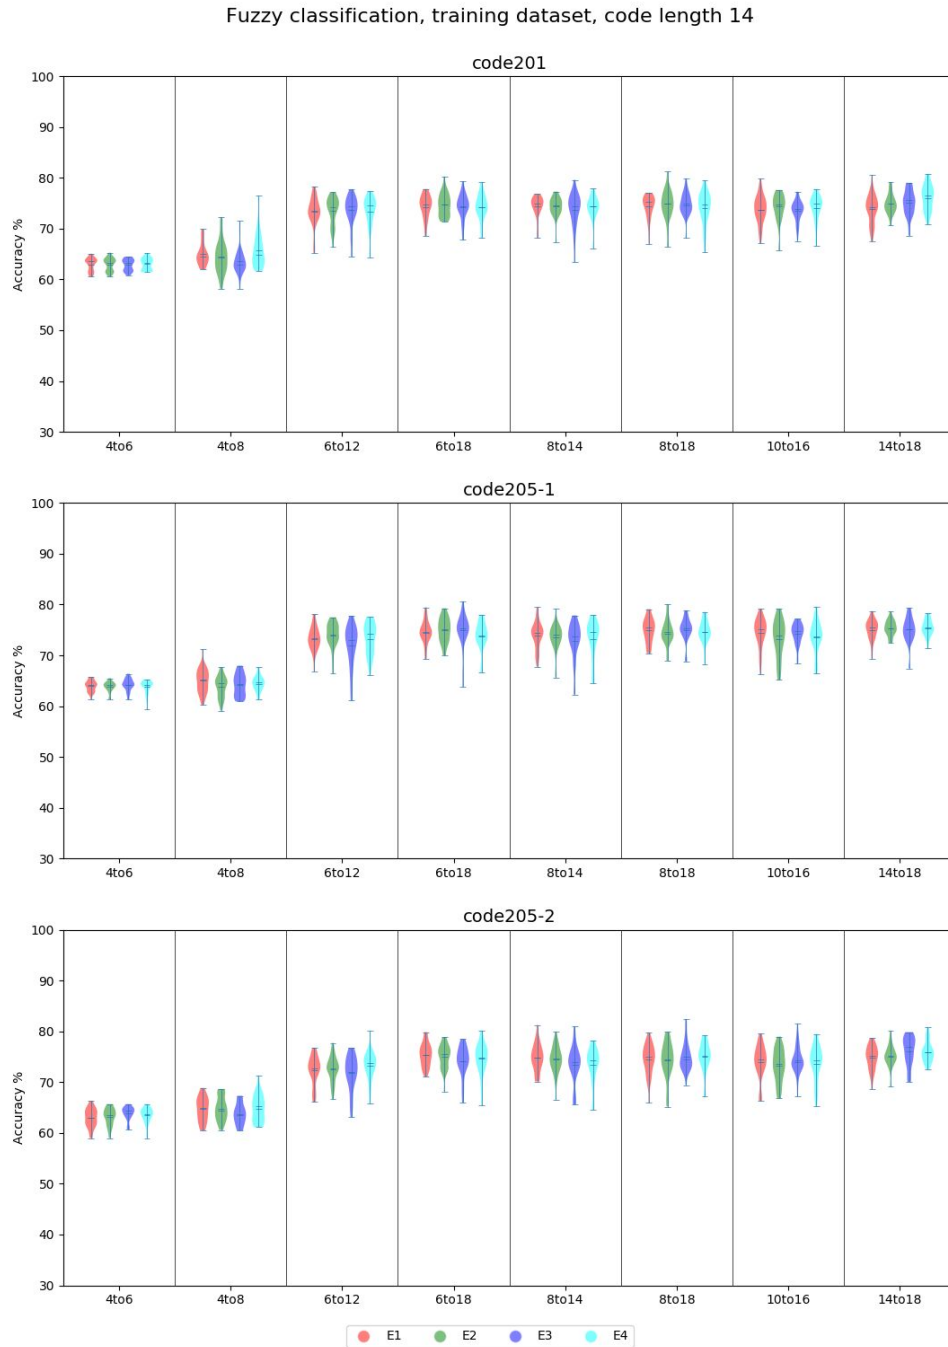 Fuzzy classification, training dataset, code length 14
code201
100
90
80
70
60
50
40
30
Accuracy %
4to6 4to8 6to12 6to18 8to14 8to18 10to16 14to18
code205-1
100
90
80
70
60
50
40
30
Accuracy %
4to6 4to8 6to12 6to18 8to14 8to18 10to16 14to18
code205-2
100
90
80
70
60
50
40
30
Accuracy %
4to6 4to8 6to12 6to18 8to14 8to18 10to16 14to18
E1 E2 E3 E4